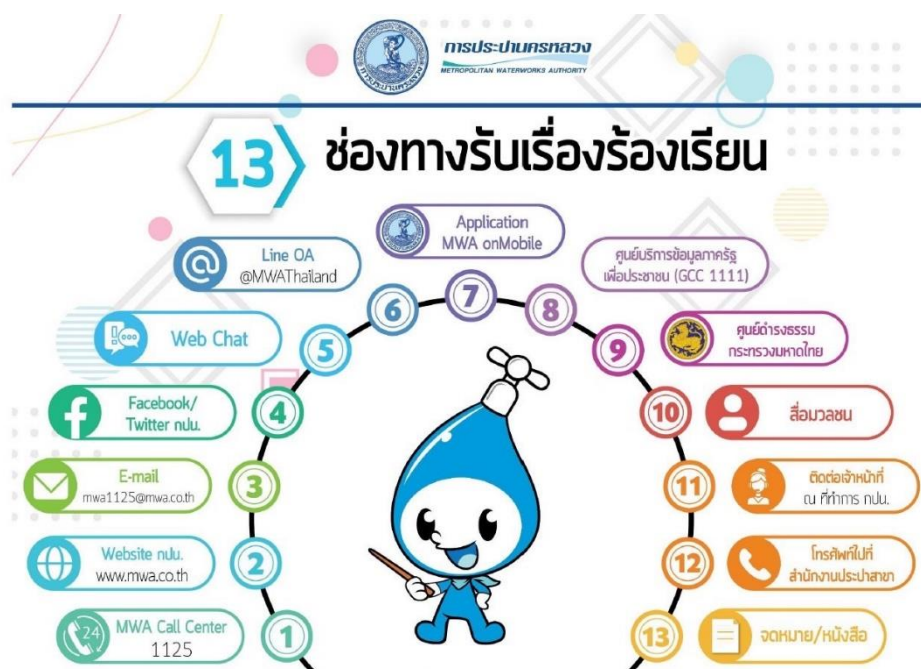 การประปานครหลวง
METROPOLITAN WATERWORKS AUTHORITY
13 ช่องทางรับเรื่องร้องเรียน
1
MWA Call Center
1125
2
Website กปน.
www.mwa.co.th
3
E-mail
mwa1125@mwa.co.th
4
Facebook/
Twitter กปน.
5
Web Chat
6
Line OA
@MWAThailand
7
Application
MWA onMobile
8
ศูนย์บริการข้อมูลภาครัฐ
เพื่อประชาชน (GCC 1111)
9
ศูนย์ดำรงธรรม
กระทรวงมหาดไทย
10
สื่อมวลชน
11
ติดต่อเจ้าหน้าที่
ณ ที่ทำการ กปน.
12
โทรศัพท์ไปที่
สำนักงานประปาสาขา
13
จดหมาย/หนังสือ
24